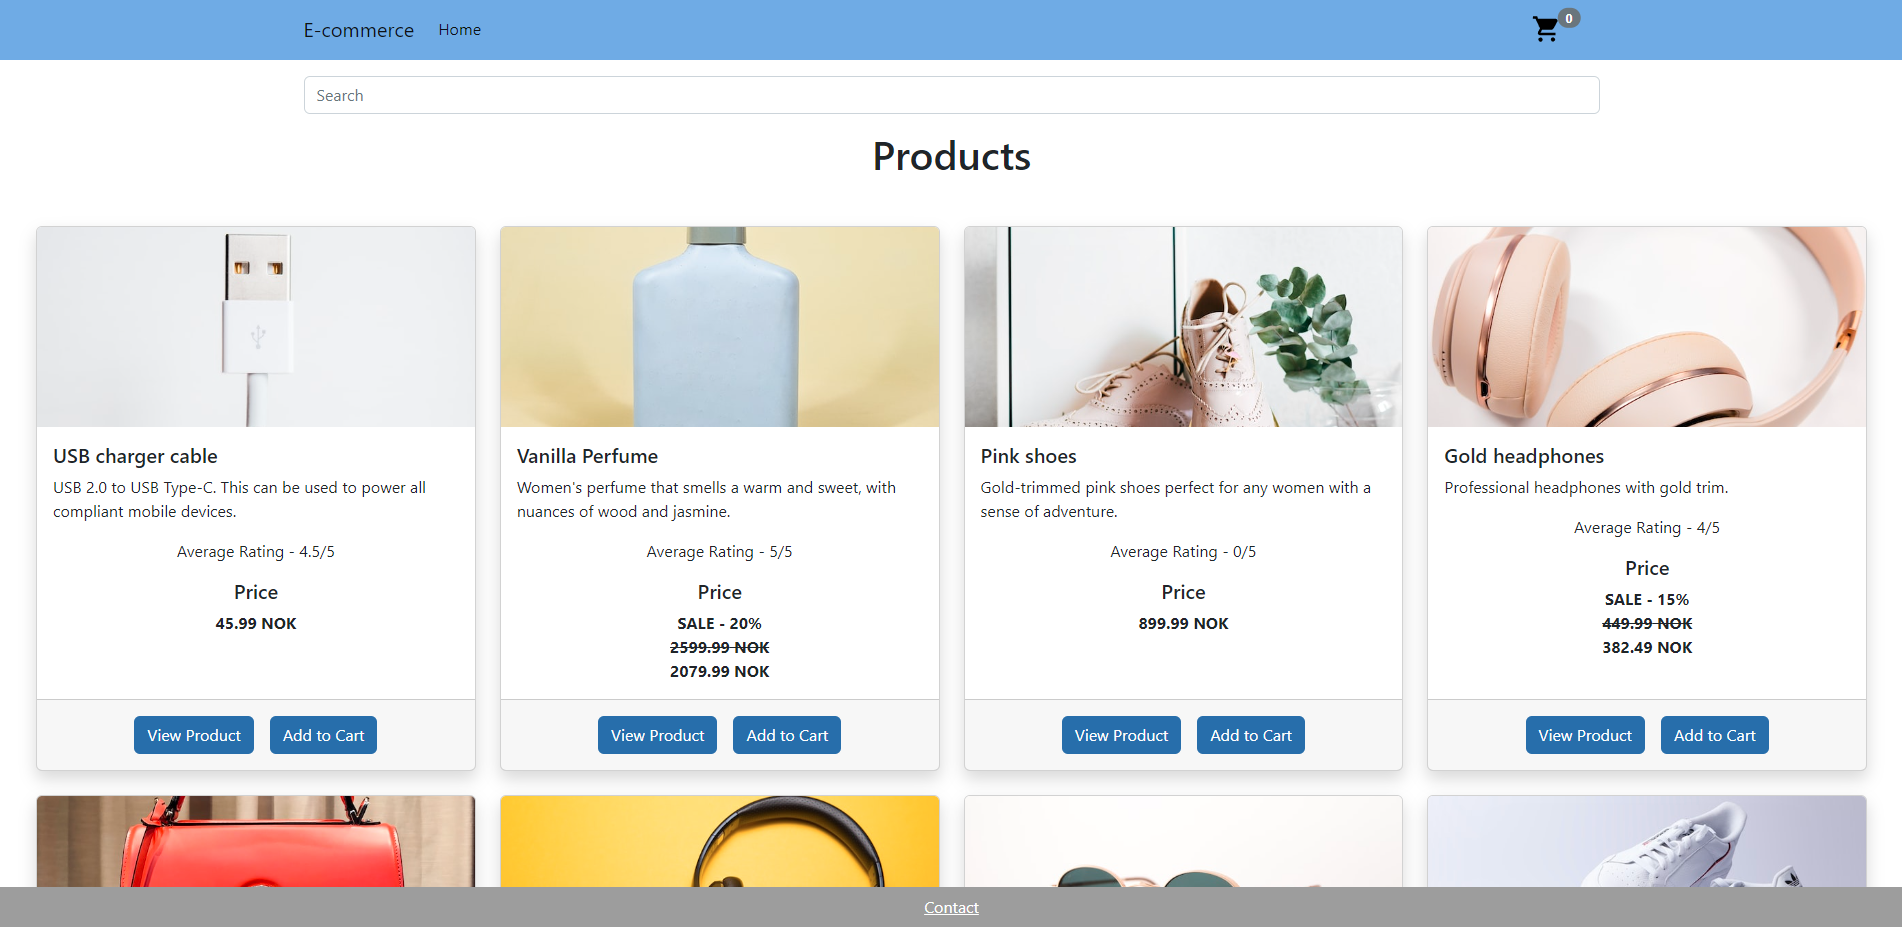 E-commerce
Home
0
Search
Products
USB charger cable
USB 2.0 to USB Type-C. This can be used to power all
compliant mobile devices.
Average Rating - 4.5/5
Price
45.99 NOK
View Product
Add to Cart
Vanilla Perfume
Women's perfume that smells a warm and sweet, with
nuances of wood and jasmine.
Average Rating - 5/5
Price
SALE - 20%
2599.99 NOK
2079.99 NOK
View Product
Add to Cart
Pink shoes
Gold-trimmed pink shoes perfect for any women with a
sense of adventure.
Average Rating - 0/5
Price
899.99 NOK
View Product
Add to Cart
Gold headphones
Professional headphones with gold trim.
Average Rating - 4/5
Price
SALE - 15%
449.99 NOK
382.49 NOK
View Product
Add to Cart
Contact